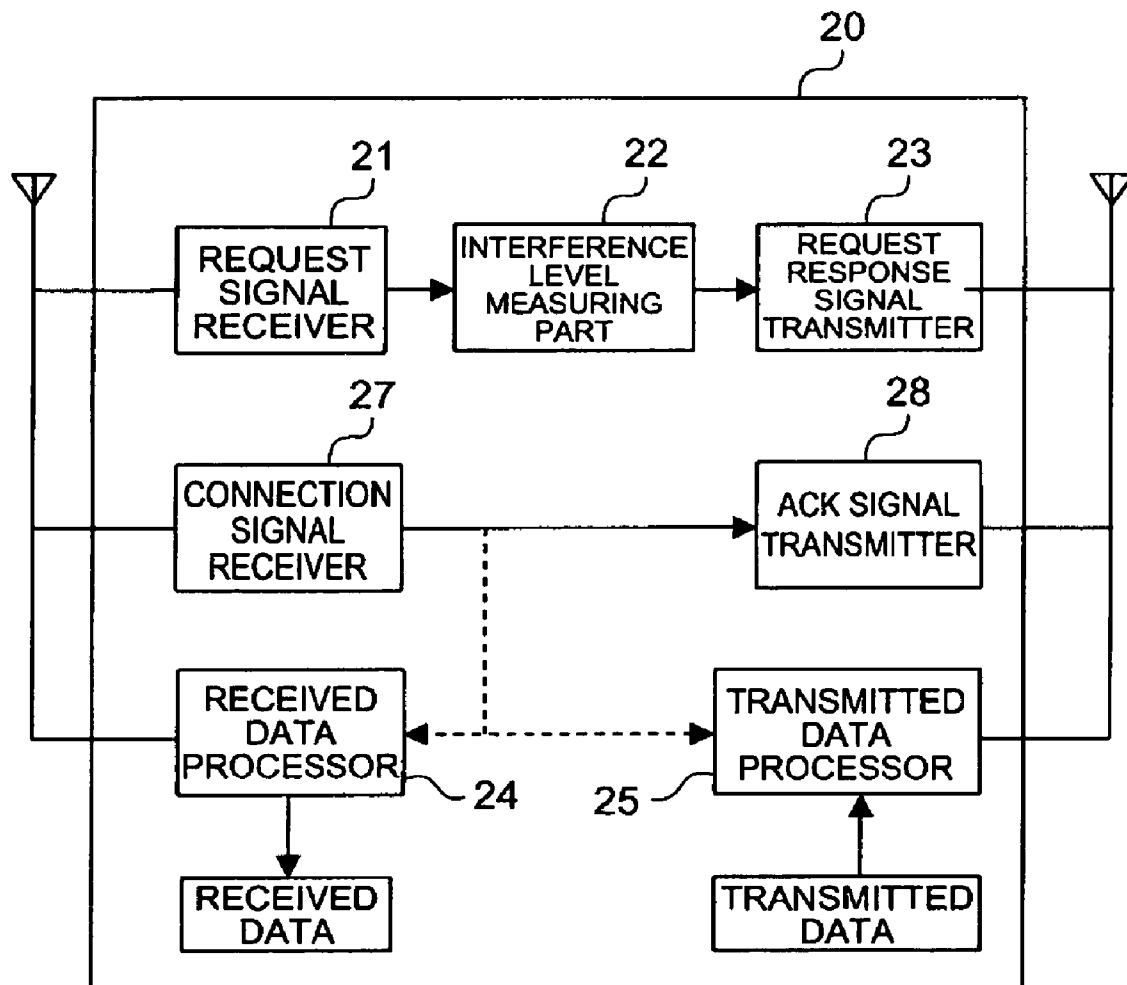 20
21
22
23
REQUEST
SIGNAL
RECEIVER
INTERFERENCE
LEVEL
MEASURING
PART
REQUEST
RESPONSE
SIGNAL
TRANSMITTER
27
28
CONNECTION
SIGNAL
RECEIVER
ACK SIGNAL
TRANSMITTER
RECEIVED
DATA
PROCESSOR
24
TRANSMITTED
DATA
PROCESSOR
25
RECEIVED
DATA
TRANSMITTED
DATA